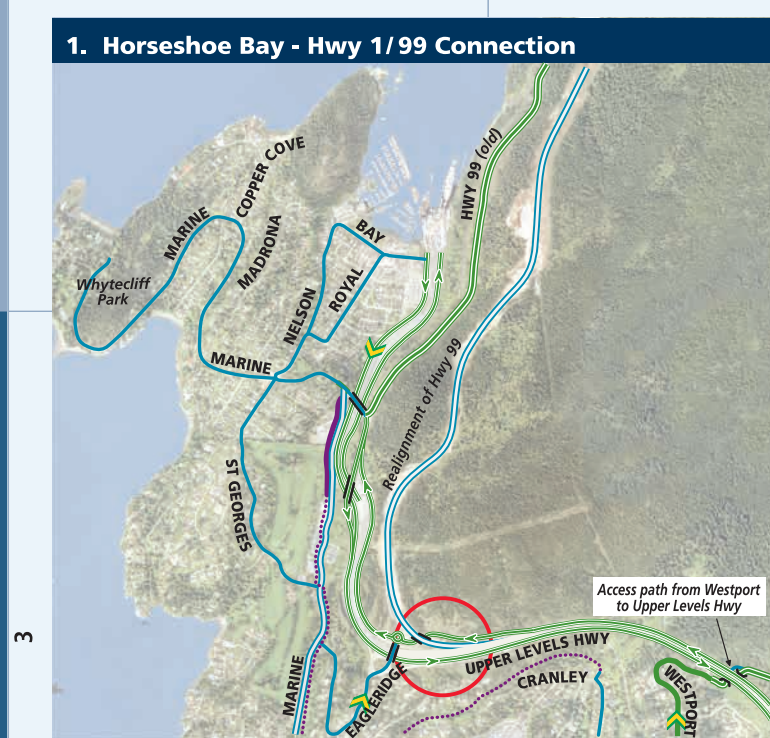 1. Horseshoe Bay - Hwy 1/99 Connection
COPPER COVE
HWY 99 (old)
MARINE
MADRONA
BAY
Whytecliff
Park
ROYAL
NELSON
MARINE
Realignment of Hwy 99
ST GEORGES
Access path from Westport
to Upper Levels Hwy
3
UPPER LEVELS HWY
MARINE
EAGLERIDGE
CRANLEY
WESTPORT